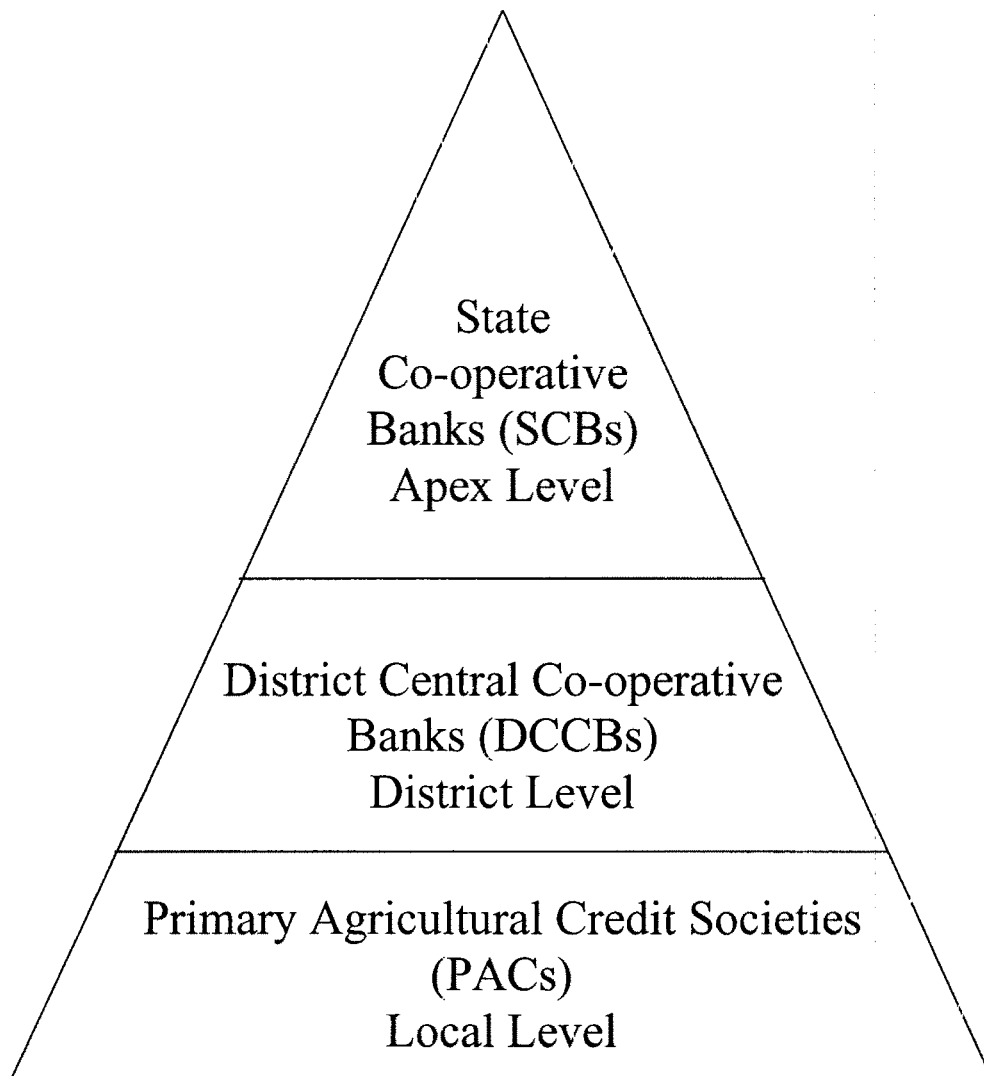 State
Co-operative
Banks (SCBs)
Apex Level
District Central Co-operative
Banks (DCCBs)
District Level
Primary Agricultural Credit Societies
(PACs)
Local Level